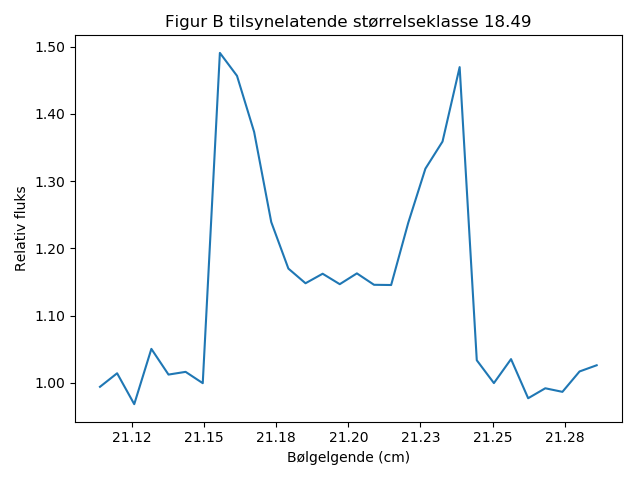 Figur B tilsynelatende størrelseklasse 18.49
1.50
1.40
1.30
1.20
1.10
1.00
Relativ fluks
21.12 21.15 21.18 21.20 21.23 21.25 21.28
Bølgelgende (cm)